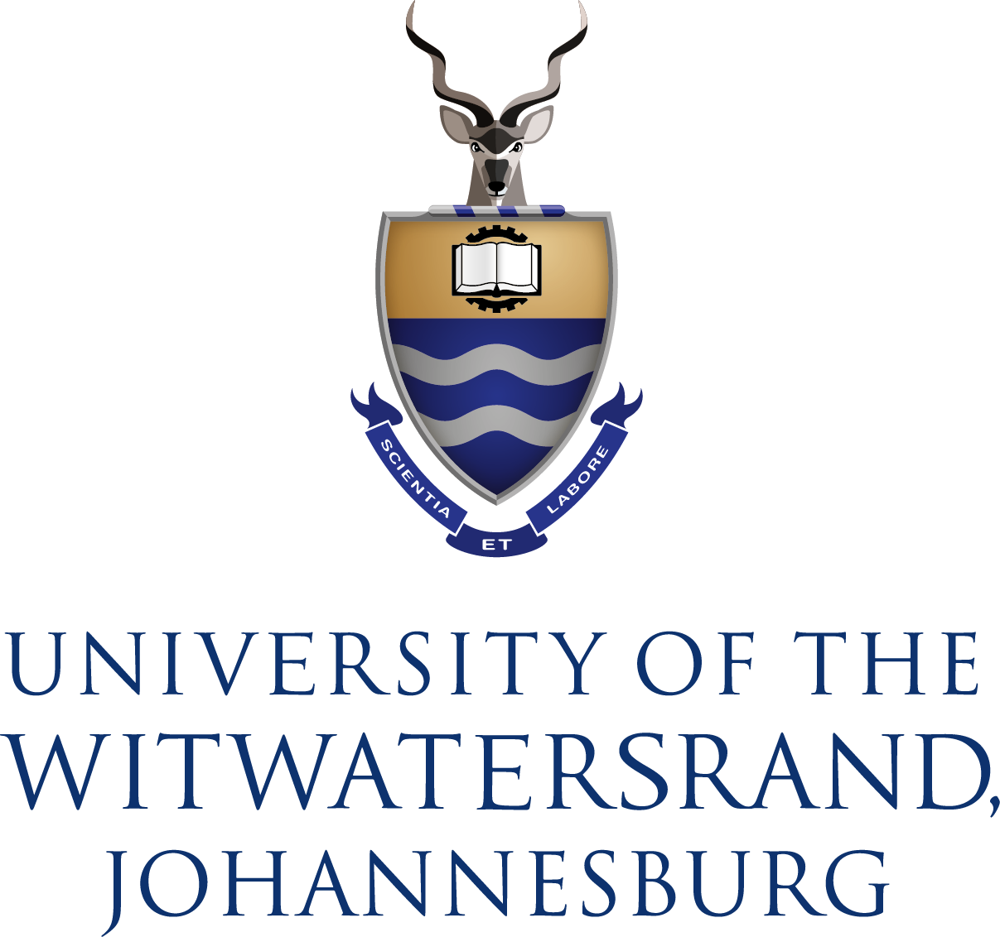 SCIENTIA ET LABORE
UNIVERSITY OF THE
WITWATERSRAND,
JOHANNESBURG